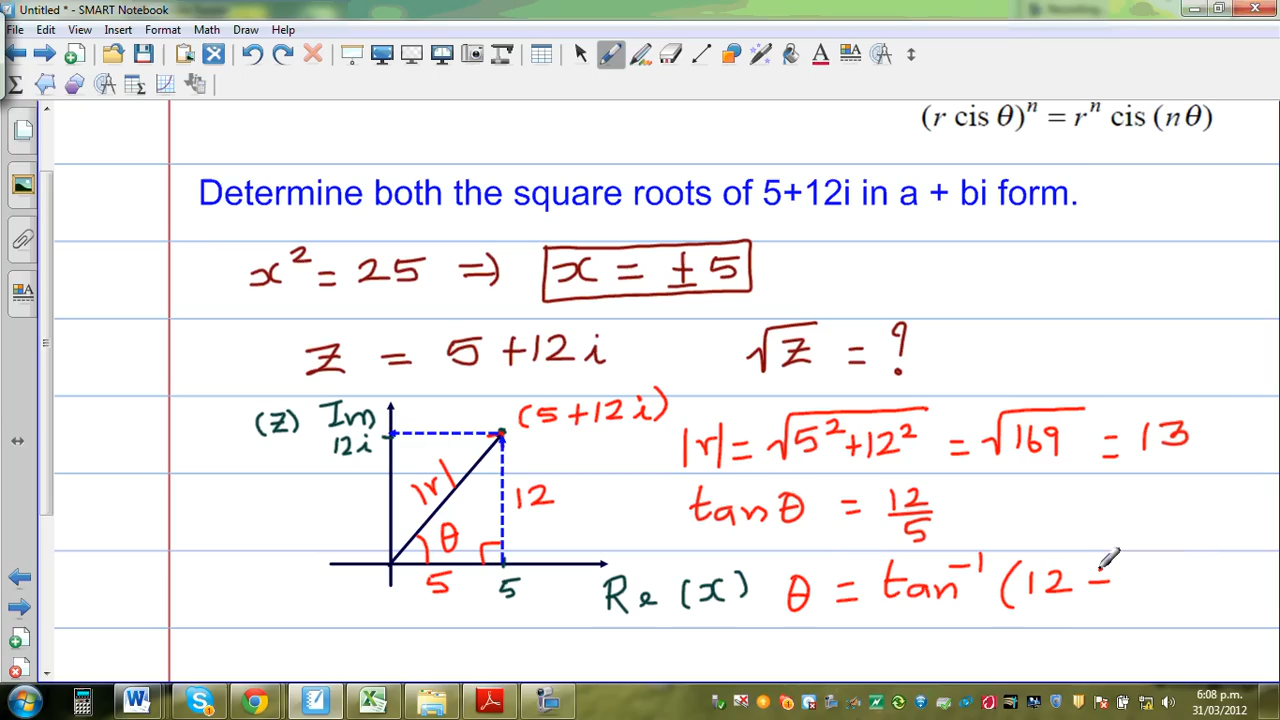 Untitled * - SMART Notebook
File Edit View Insert Format Math Draw Help
(r cis θ)ⁿ = rⁿ cis (nθ)
Determine both the square roots of 5+12i in a + bi form.
x² = 25 ⇒ x = ± 5
z = 5 + 12i √z = ?
(z) Im
12i
(5 + 12i)
|r|
θ
12
5
5
Re (x)
|r| = √5²+12² = √169 = 13
tan θ = 12/5
θ = tan⁻¹ (12 ÷
6:08 p.m.
31/03/2012